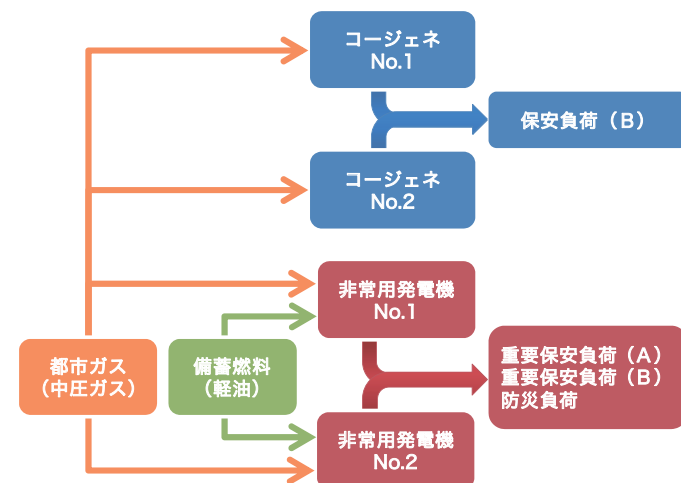 コージェネ
No.1
保安負荷（B）
コージェネ
No.2
非常用発電機
No.1
都市ガス
（中圧ガス）
備蓄燃料
（軽油）
重要保安負荷（A）
重要保安負荷（B）
防災負荷
非常用発電機
No.2